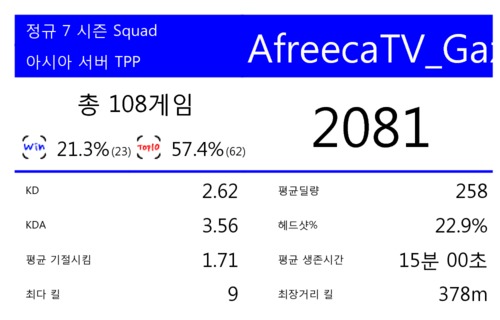 정규 7 시즌 Squad
아시아 서버 TPP
AfreecaTV_Ga
총 108게임
Win 21.3%(23) TOP10 57.4%(62)
2081
KD 2.62
평균딜량 258
KDA 3.56
헤드샷% 22.9%
평균 기절시킴 1.71
평균 생존시간 15분 00초
최다 킬 9
최장거리 킬 378m